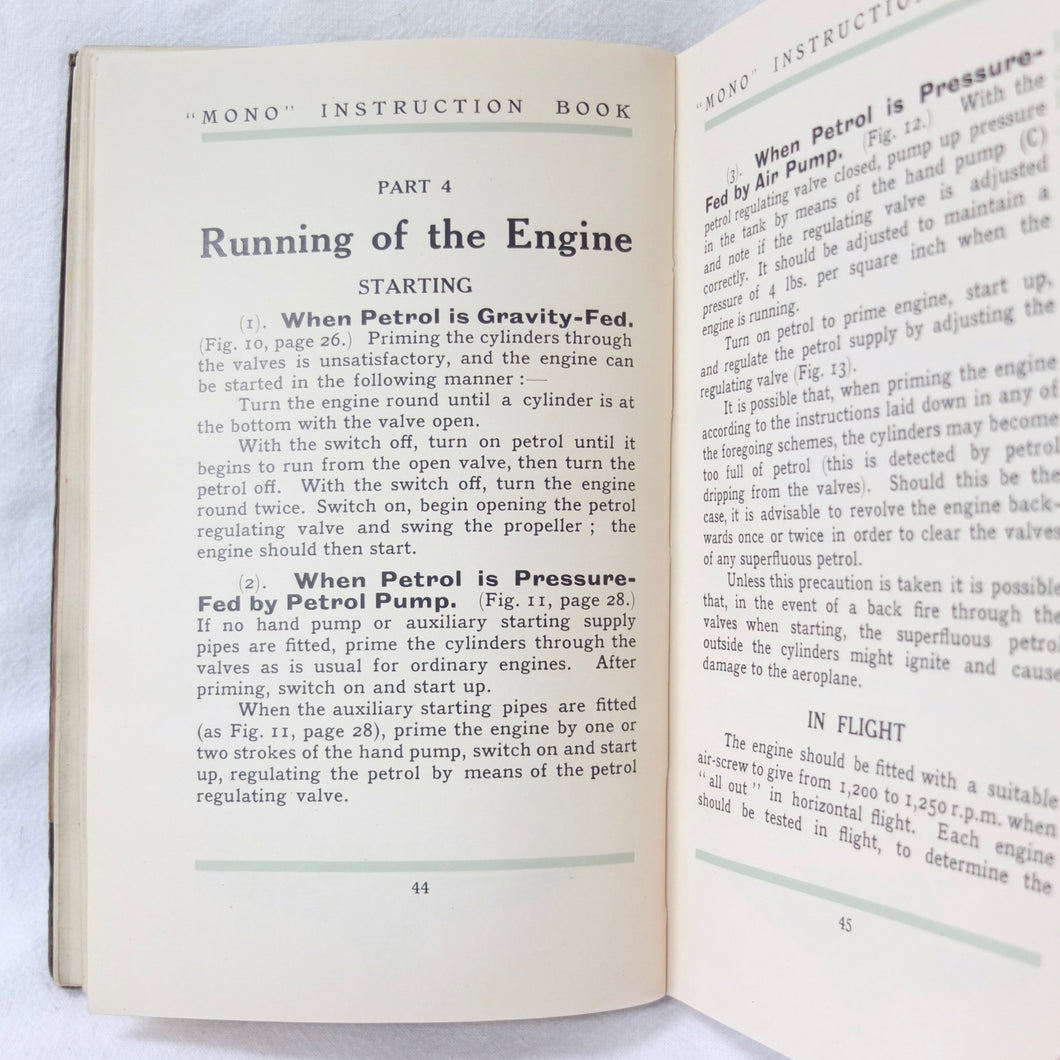 "MONO" INSTRUCTION BOOK
PART 4
Running of the Engine
STARTING
(1). When Petrol is Gravity-Fed.
(Fig. 10, page 26.) Priming the cylinders through
the valves is unsatisfactory, and the engine can
be started in the following manner :—
Turn the engine round until a cylinder is at
the bottom with the valve open.
With the switch off, turn on petrol until it
begins to run from the open valve, then turn the
petrol off. With the switch off, turn the engine
round twice. Switch on, begin opening the petrol
regulating valve and swing the propeller ; the
engine should then start.
(2). When Petrol is Pressure-
Fed by Petrol Pump. (Fig. 11, page 28.)
If no hand pump or auxiliary starting supply
pipes are fitted, prime the cylinders through the
valves as is usual for ordinary engines. After
priming, switch on and start up.
When the auxiliary starting pipes are fitted
(as Fig. 11, page 28), prime the engine by one or
two strokes of the hand pump, switch on and start
up, regulating the petrol by means of the petrol
regulating valve.
44
"MONO" INSTRUCTION
(3). When Petrol is Pressure-
Fed by Air Pump. (Fig. 12.) With the
petrol regulating valve closed, pump up pressure
in the tank by means of the hand pump (C)
and note if the regulating valve is adjusted
correctly. It should be adjusted to maintain a
pressure of 4 lbs. per square inch when the
engine is running.
Turn on petrol to prime engine, start up,
and regulate the petrol supply by adjusting the
regulating valve (Fig. 13).
It is possible that, when priming the engine
according to the instructions laid down in any of
the foregoing schemes, the cylinders may become
too full of petrol (this is detected by petrol
dripping from the valves). Should this be the
case, it is advisable to revolve the engine back-
wards once or twice in order to clear the valves
of any superfluous petrol.
Unless this precaution is taken it is possible
that, in the event of a back fire through the
valves when starting, the superfluous petrol
outside the cylinders might ignite and cause
damage to the aeroplane.
IN FLIGHT
The engine should be fitted with a suitable
air-screw to give from 1,200 to 1,250 r.p.m. when
"all out" in horizontal flight. Each engine
should be tested in flight, to determine the
45